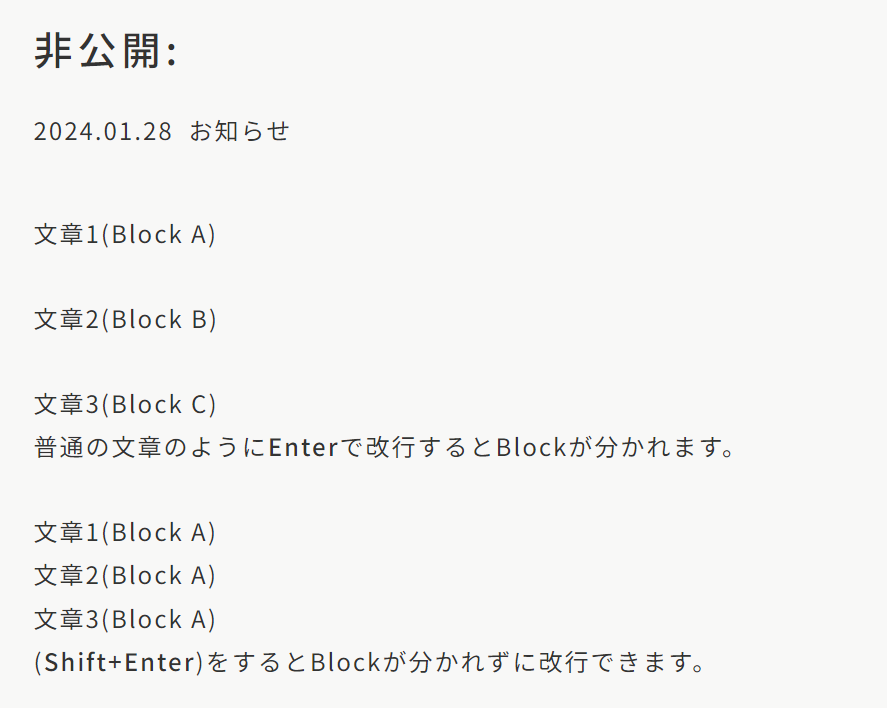 非公開:
2024.01.28 お知らせ
文章1(Block A)
文章2(Block B)
文章3(Block C)
普通の文章のようにEnterで改行するとBlockが分かれます。
文章1(Block A)
文章2(Block A)
文章3(Block A)
(Shift+Enter)をするとBlockが分かれずに改行できます。